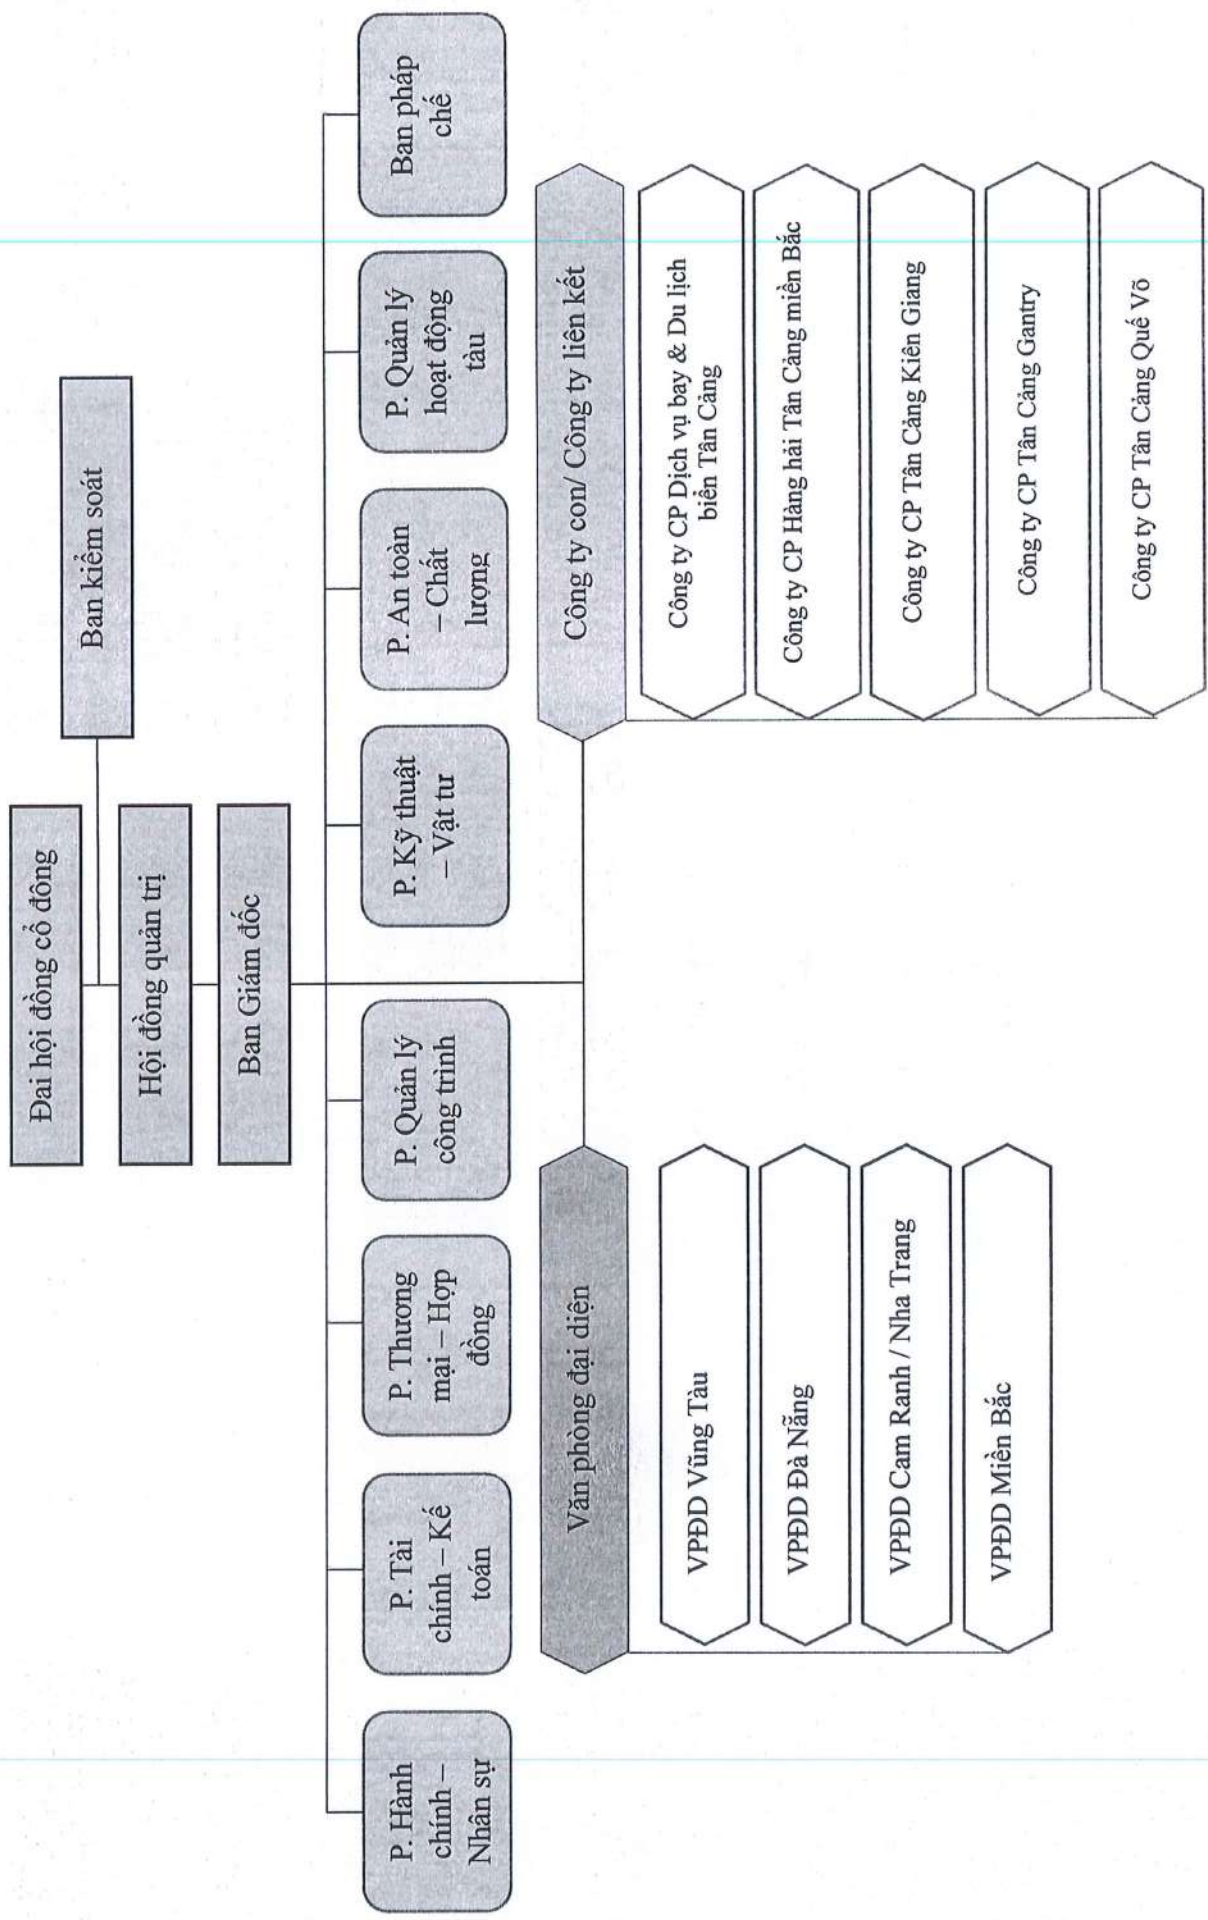 Đai hội đồng cổ đông
Ban kiểm soát
Hội đồng quản trị
Ban Giám đốc
P. Hành
chính –
Nhân sự
P. Tài
chính – Kế
toán
P. Thương
mại – Hợp
đồng
P. Quản lý
công trình
P. Kỹ thuật
– Vật tư
P. An toàn
– Chất
lượng
P. Quản lý
hoạt động
tàu
Ban pháp
chế
Văn phòng đại diện
VPĐD Vũng Tàu
VPĐD Đà Nẵng
VPĐD Cam Ranh / Nha Trang
VPĐD Miền Bắc
Công ty con/ Công ty liên kết
Công ty CP Dịch vụ bay & Du lịch
biển Tân Cảng
Công ty CP Hàng hải Tân Cảng miền Bắc
Công ty CP Tân Cảng Kiên Giang
Công ty CP Tân Cảng Gantry
Công ty CP Tân Cảng Quế Võ